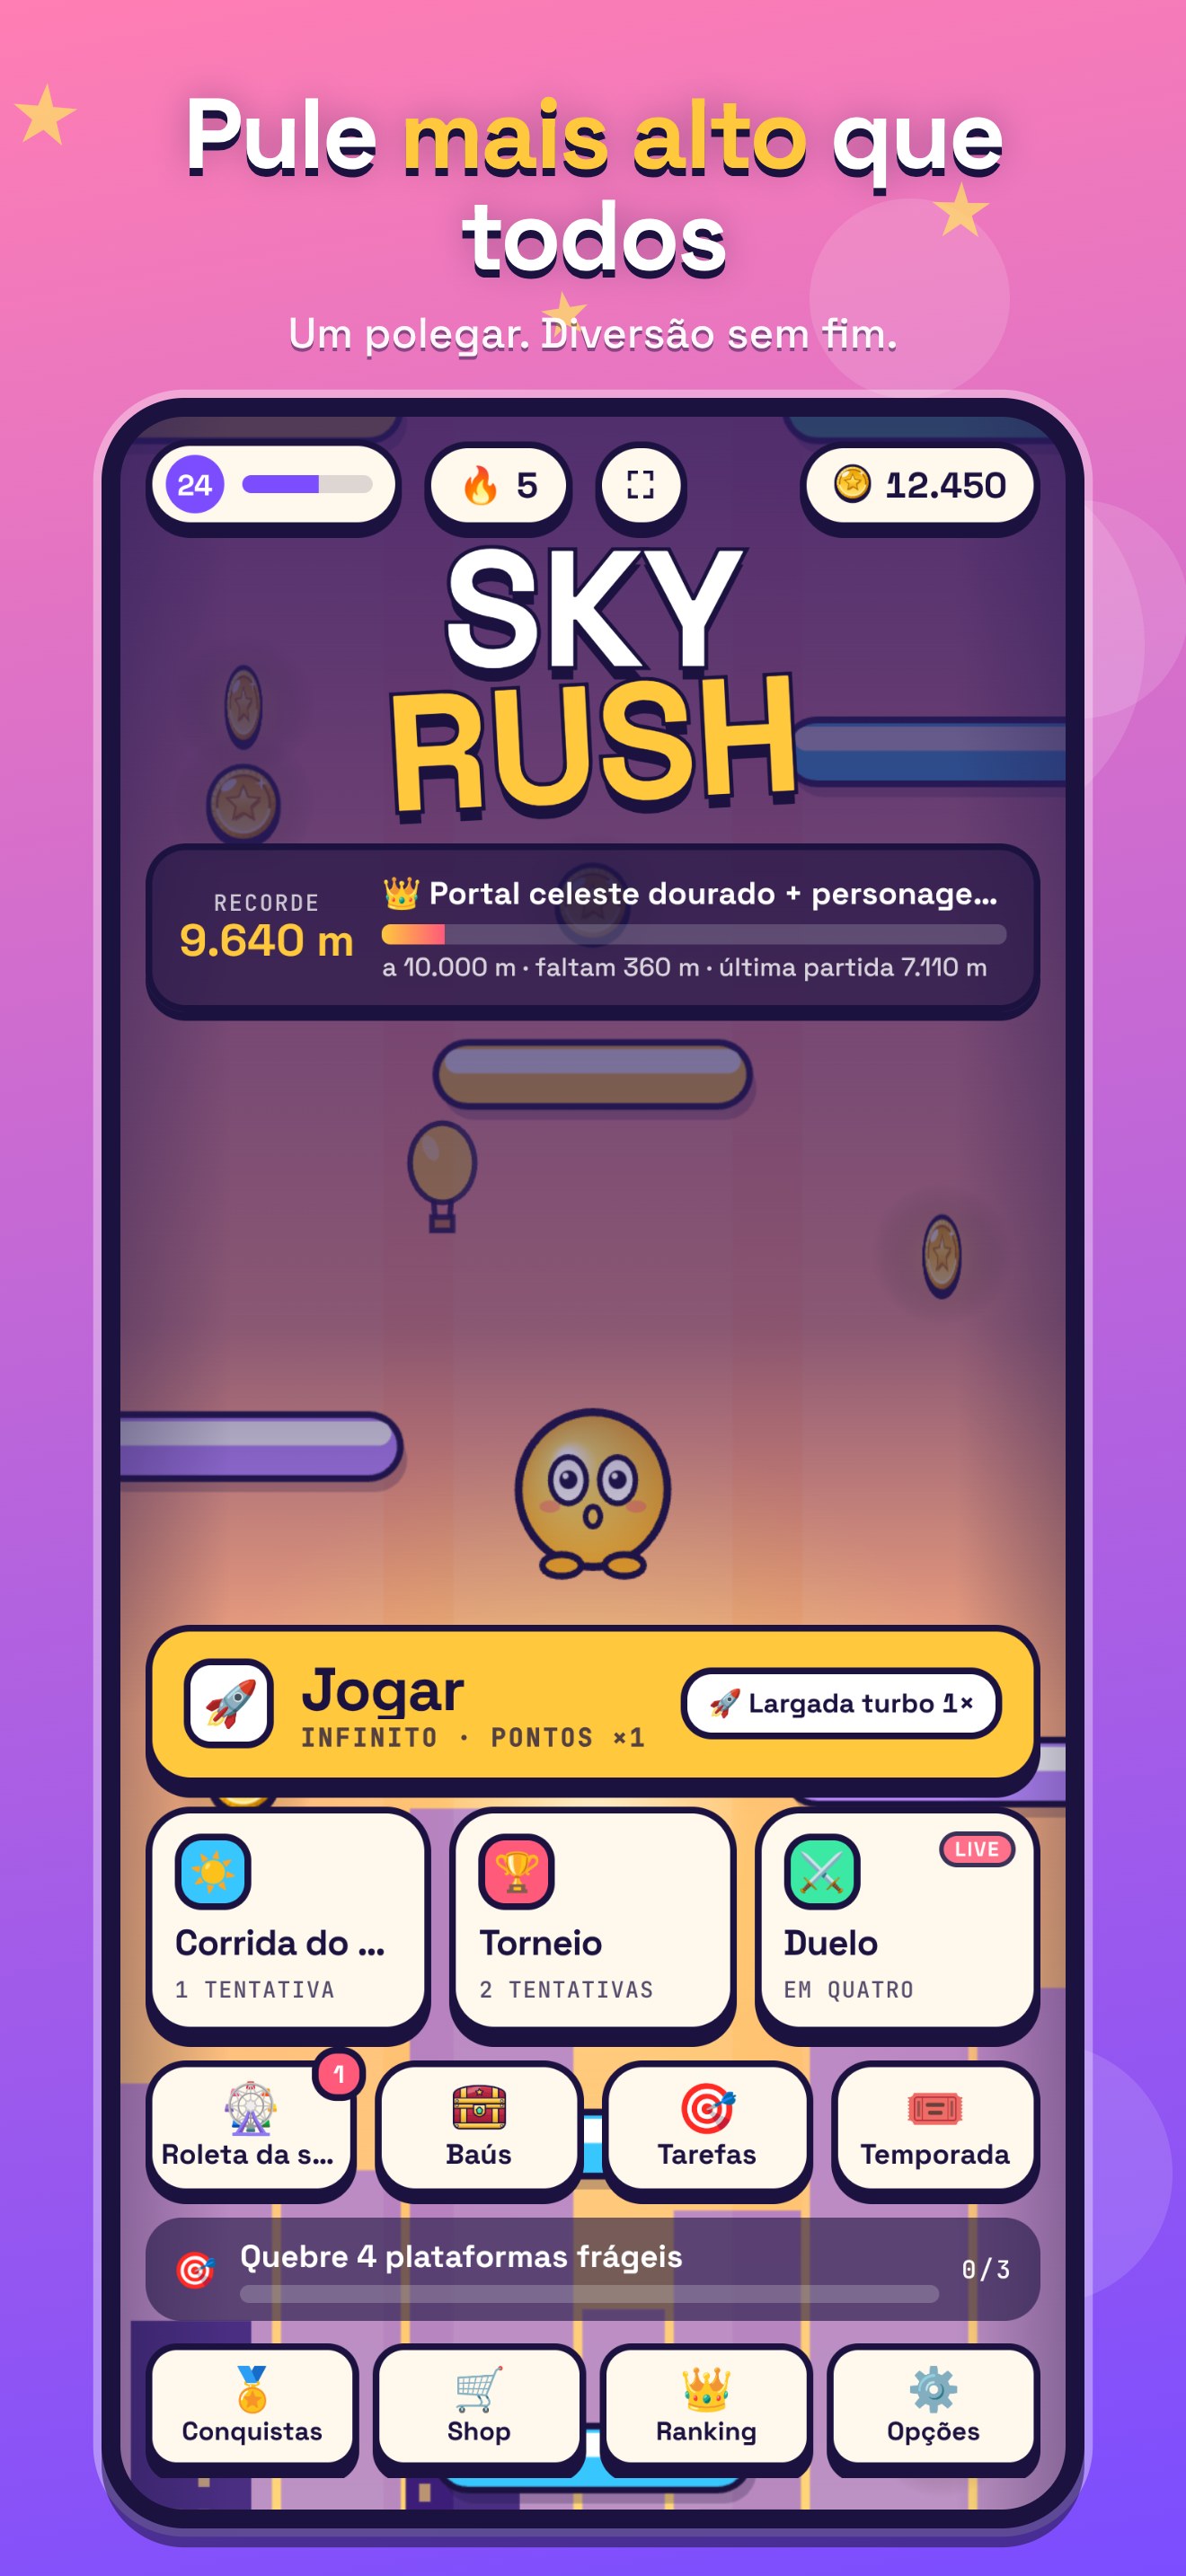 Pule mais alto que
todos
Um polegar. Diversão sem fim.
24
5
12.450
SKY
RUSH
RECORDE
9.640 m
Portal celeste dourado + personage...
a 10.000 m · faltam 360 m · última partida 7.110 m
Jogar
INFINITO · PONTOS ×1
Largada turbo 1×
Corrida do ...
1 TENTATIVA
Torneio
2 TENTATIVAS
LIVE
Duelo
EM QUATRO
1
Roleta da s...
Baús
Tarefas
Temporada
Quebre 4 plataformas frágeis
0/3
Conquistas
Shop
Ranking
Opções